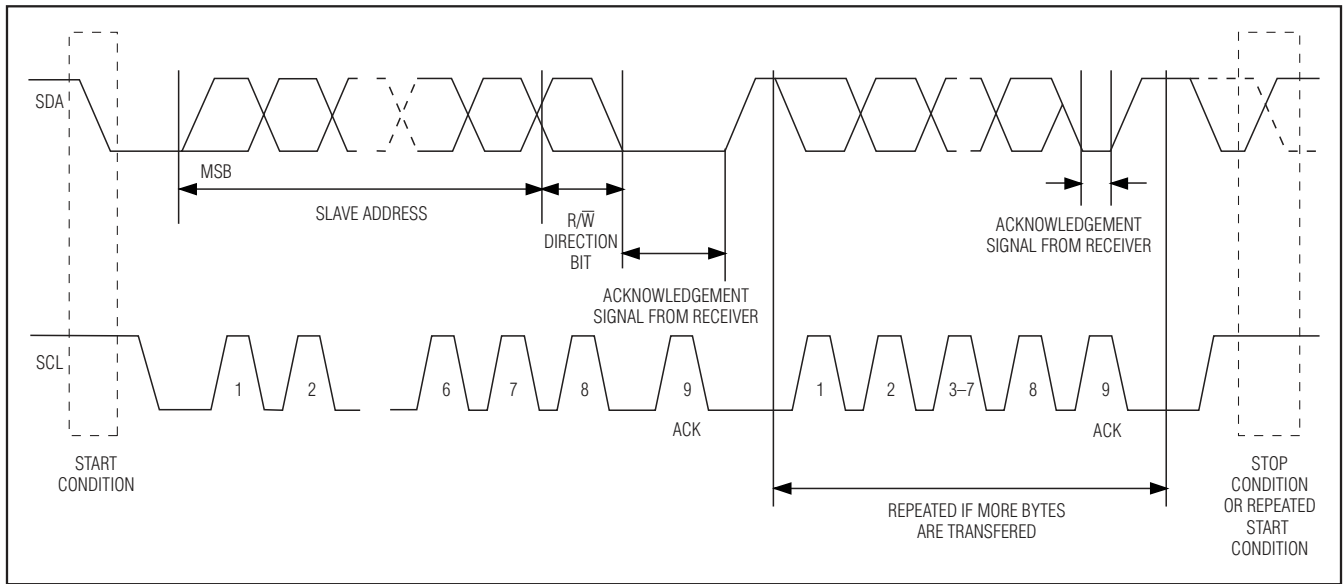 SDA
MSB
SLAVE ADDRESS
R/W̅
DIRECTION
BIT
ACKNOWLEDGEMENT
SIGNAL FROM RECEIVER
ACKNOWLEDGEMENT
SIGNAL FROM RECEIVER
SCL
1
2
6
7
8
9
1
2
3–7
8
9
ACK
ACK
START
CONDITION
REPEATED IF MORE BYTES
ARE TRANSFERED
STOP
CONDITION
OR REPEATED
START
CONDITION